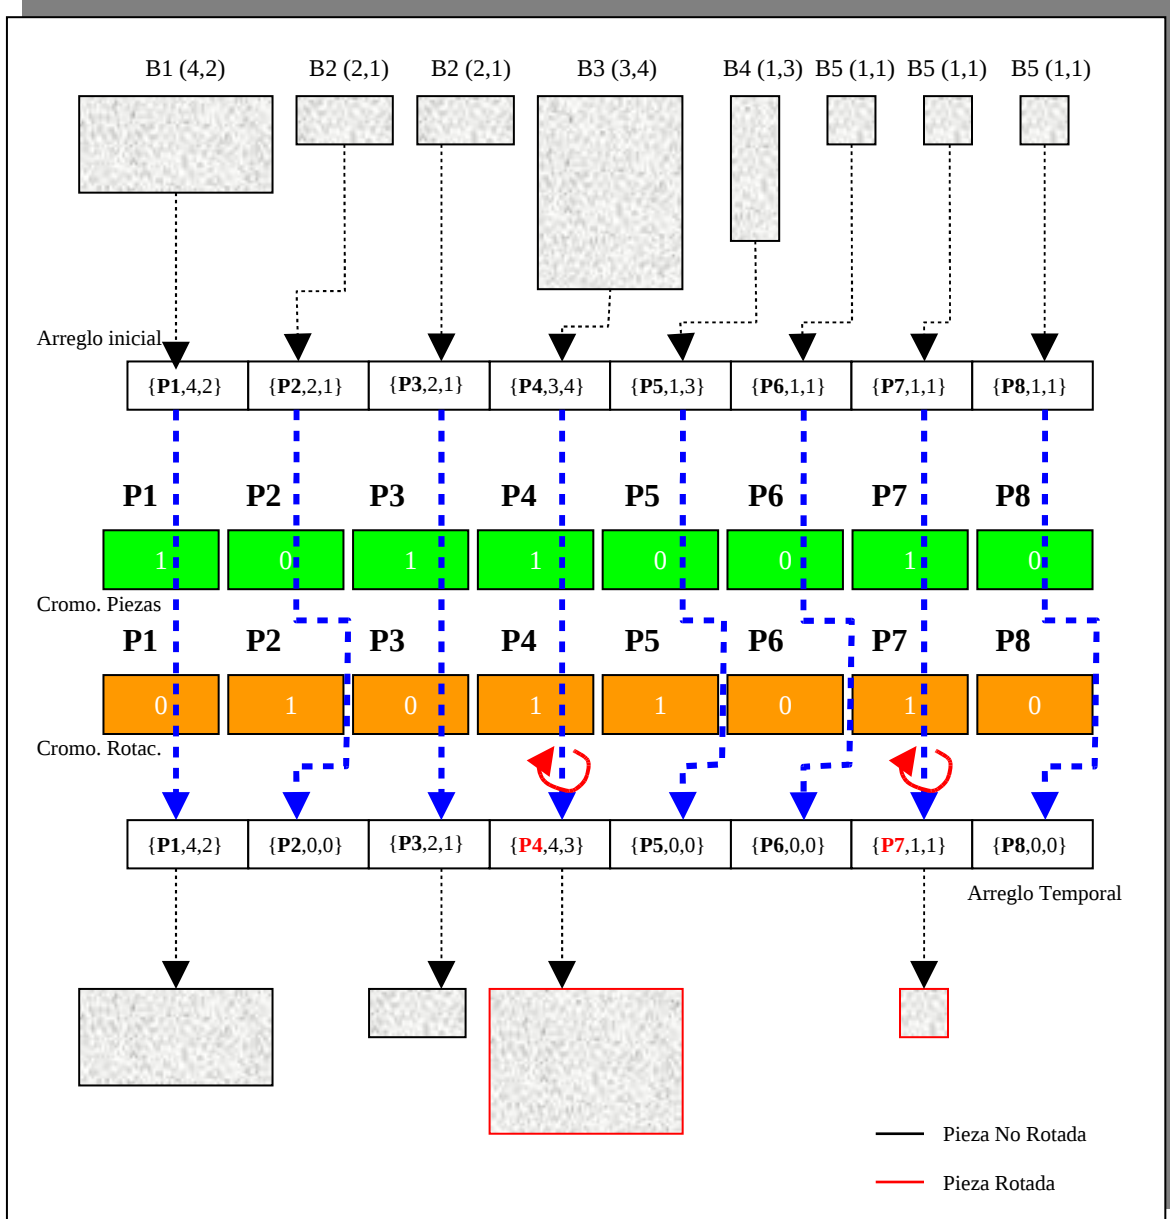 B1 (4,2) B2 (2,1) B2 (2,1) B3 (3,4) B4 (1,3) B5 (1,1) B5 (1,1) B5 (1,1)
Arreglo inicial
{P1,4,2} {P2,2,1} {P3,2,1} {P4,3,4} {P5,1,3} {P6,1,1} {P7,1,1} {P8,1,1}
P1 P2 P3 P4 P5 P6 P7 P8
1 0 1 1 0 0 1 0
Cromo. Piezas
P1 P2 P3 P4 P5 P6 P7 P8
0 1 0 1 1 0 1 0
Cromo. Rotac.
{P1,4,2} {P2,0,0} {P3,2,1} {P4,4,3} {P5,0,0} {P6,0,0} {P7,1,1} {P8,0,0}
Arreglo Temporal
Pieza No Rotada
Pieza Rotada